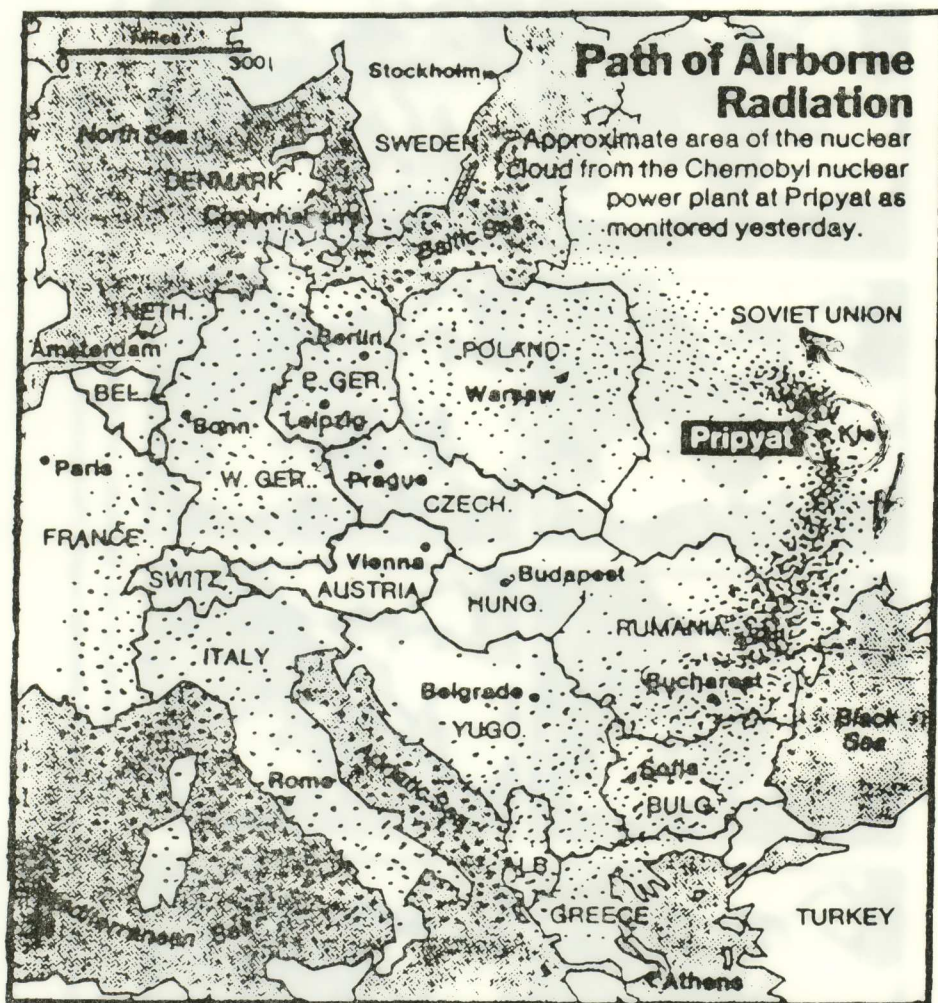 Miles
0 300
Path of Airborne
Radiation
Approximate area of the nuclear
cloud from the Chernobyl nuclear
power plant at Pripyat as
monitored yesterday.
Stockholm
North Sea
SWEDEN
DENMARK
Copenhagen
Baltic Sea
NETH.
SOVIET UNION
Amsterdam
Berlin
POLAND
E. GER.
Warsaw
BEL.
Bonn
Leipzig
Pripyat
Paris
W. GER.
Prague
CZECH.
FRANCE
Vienna
SWITZ.
AUSTRIA
Budapest
HUNG.
RUMANIA
ITALY
Bucharest
Belgrade
YUGO.
Black
Sea
Rome
Adriatic Sea
Sofia
BULG.
ALB.
Mediterranean Sea
GREECE
TURKEY
Athens